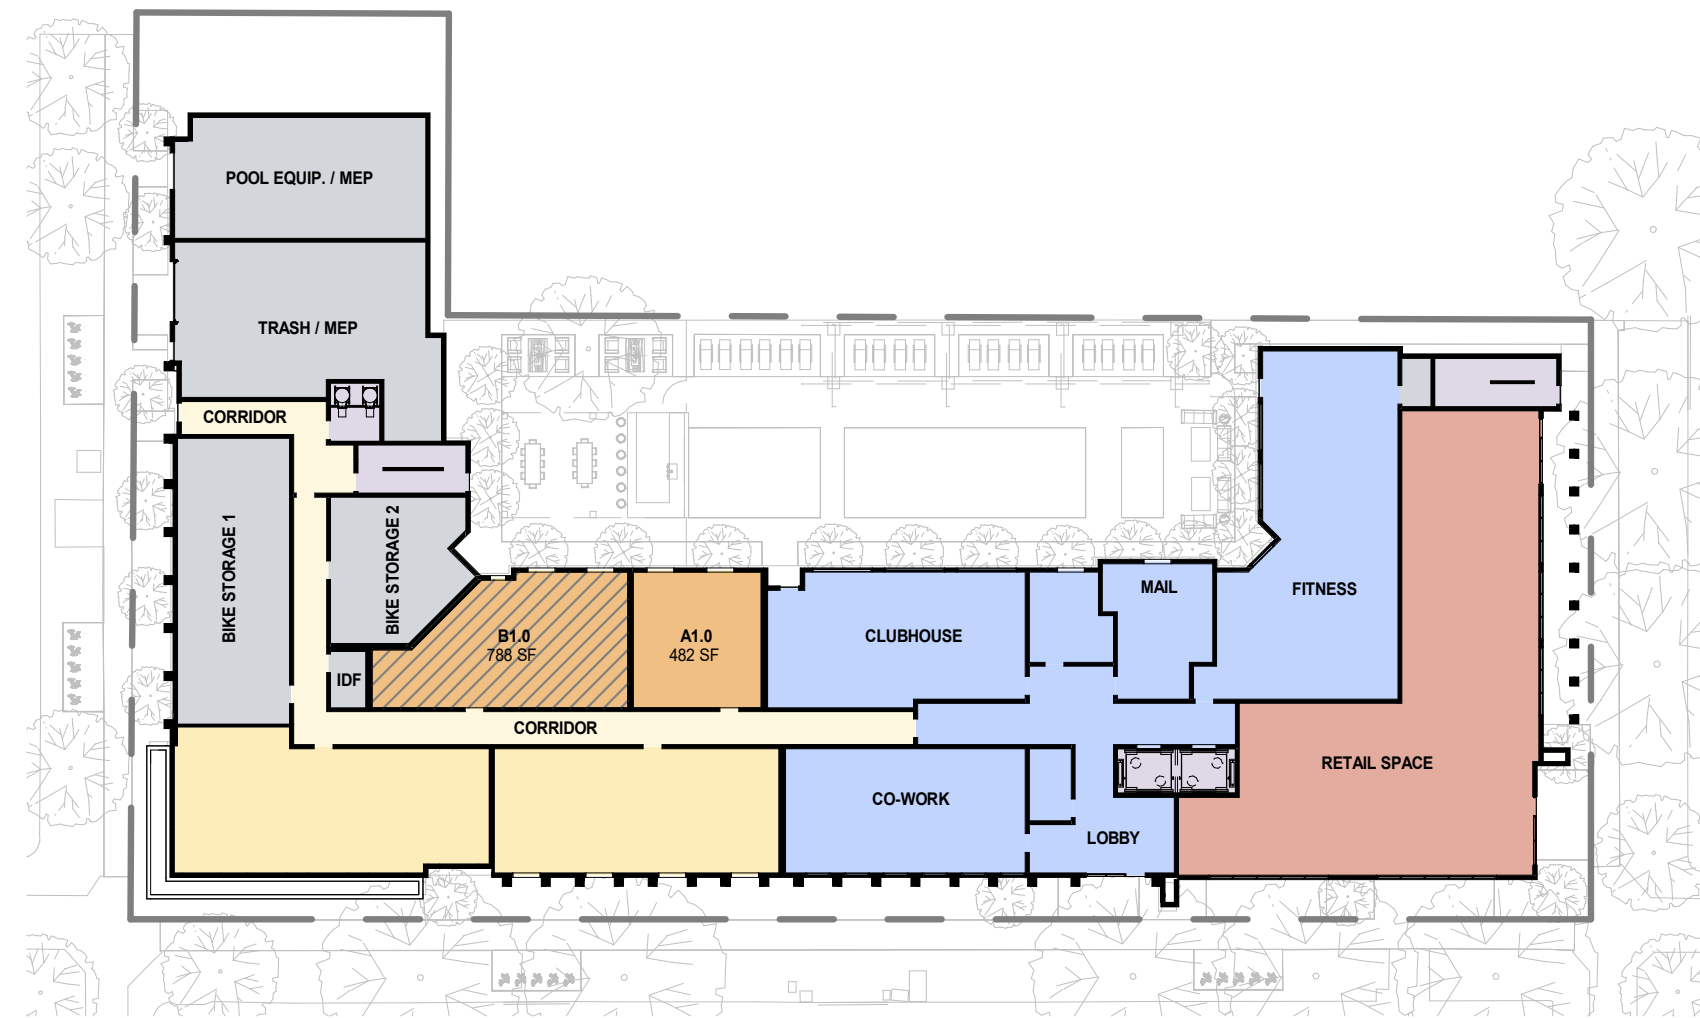 POOL EQUIP. / MEP
TRASH / MEP
CORRIDOR
BIKE STORAGE 1
BIKE STORAGE 2
IDF
B1.0
788 SF
A1.0
482 SF
CLUBHOUSE
MAIL
FITNESS
CORRIDOR
CO-WORK
LOBBY
RETAIL SPACE